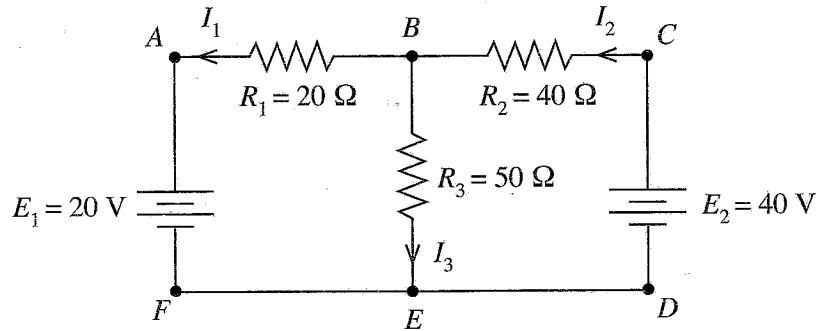 A I₁ B I₂ C
R₁ = 20 Ω R₂ = 40 Ω
R₃ = 50 Ω
E₁ = 20 V E₂ = 40 V
I₃
F E D